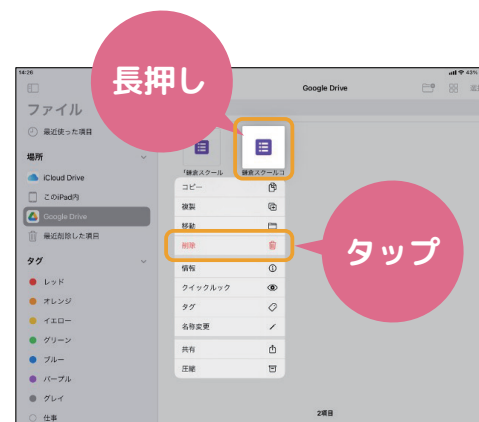 14:26
43%
長押し
Google Drive
ファイル
最近使った項目
場所
iCloud Drive
このiPad内
Google Drive
最近削除した項目
タグ
レッド
オレンジ
イエロー
グリーン
ブルー
パープル
グレイ
仕事
「鎌倉スクール
鎌倉スクールコ
コピー
複製
移動
削除
情報
クイックルック
タグ
名称変更
共有
圧縮
タップ
2項目